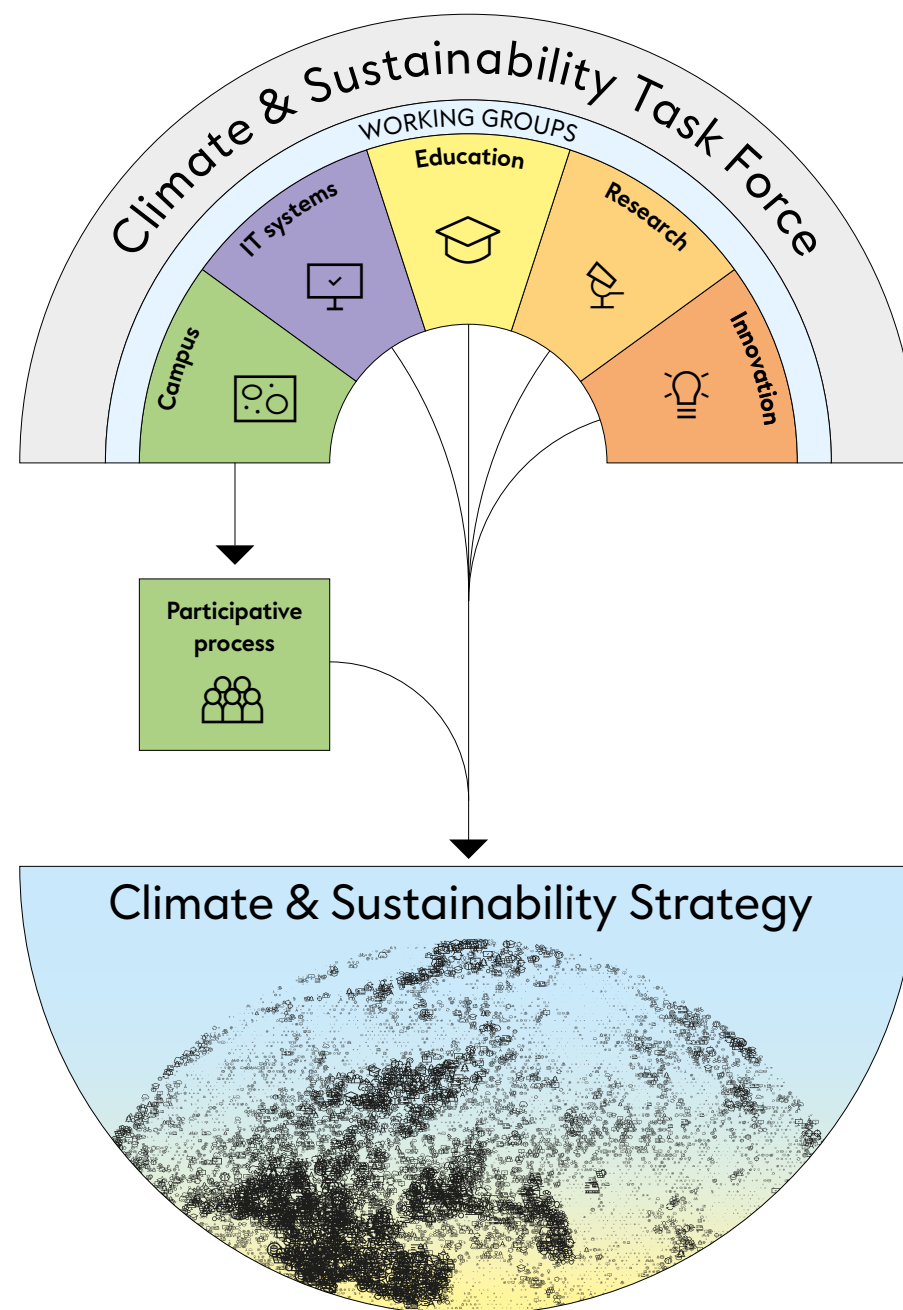 Climate & Sustainability Task Force
WORKING GROUPS
Campus
IT systems
Education
Research
Innovation
Participative
process
Climate & Sustainability Strategy